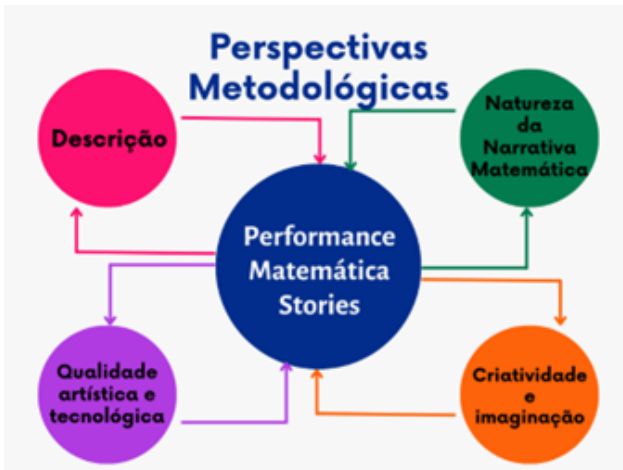 Perspectivas
Metodológicas
Descrição
Natureza
da
Narrativa
Matemática
Performance
Matemática
Stories
Qualidade
artística e
tecnológica
Criatividade
e
imaginação